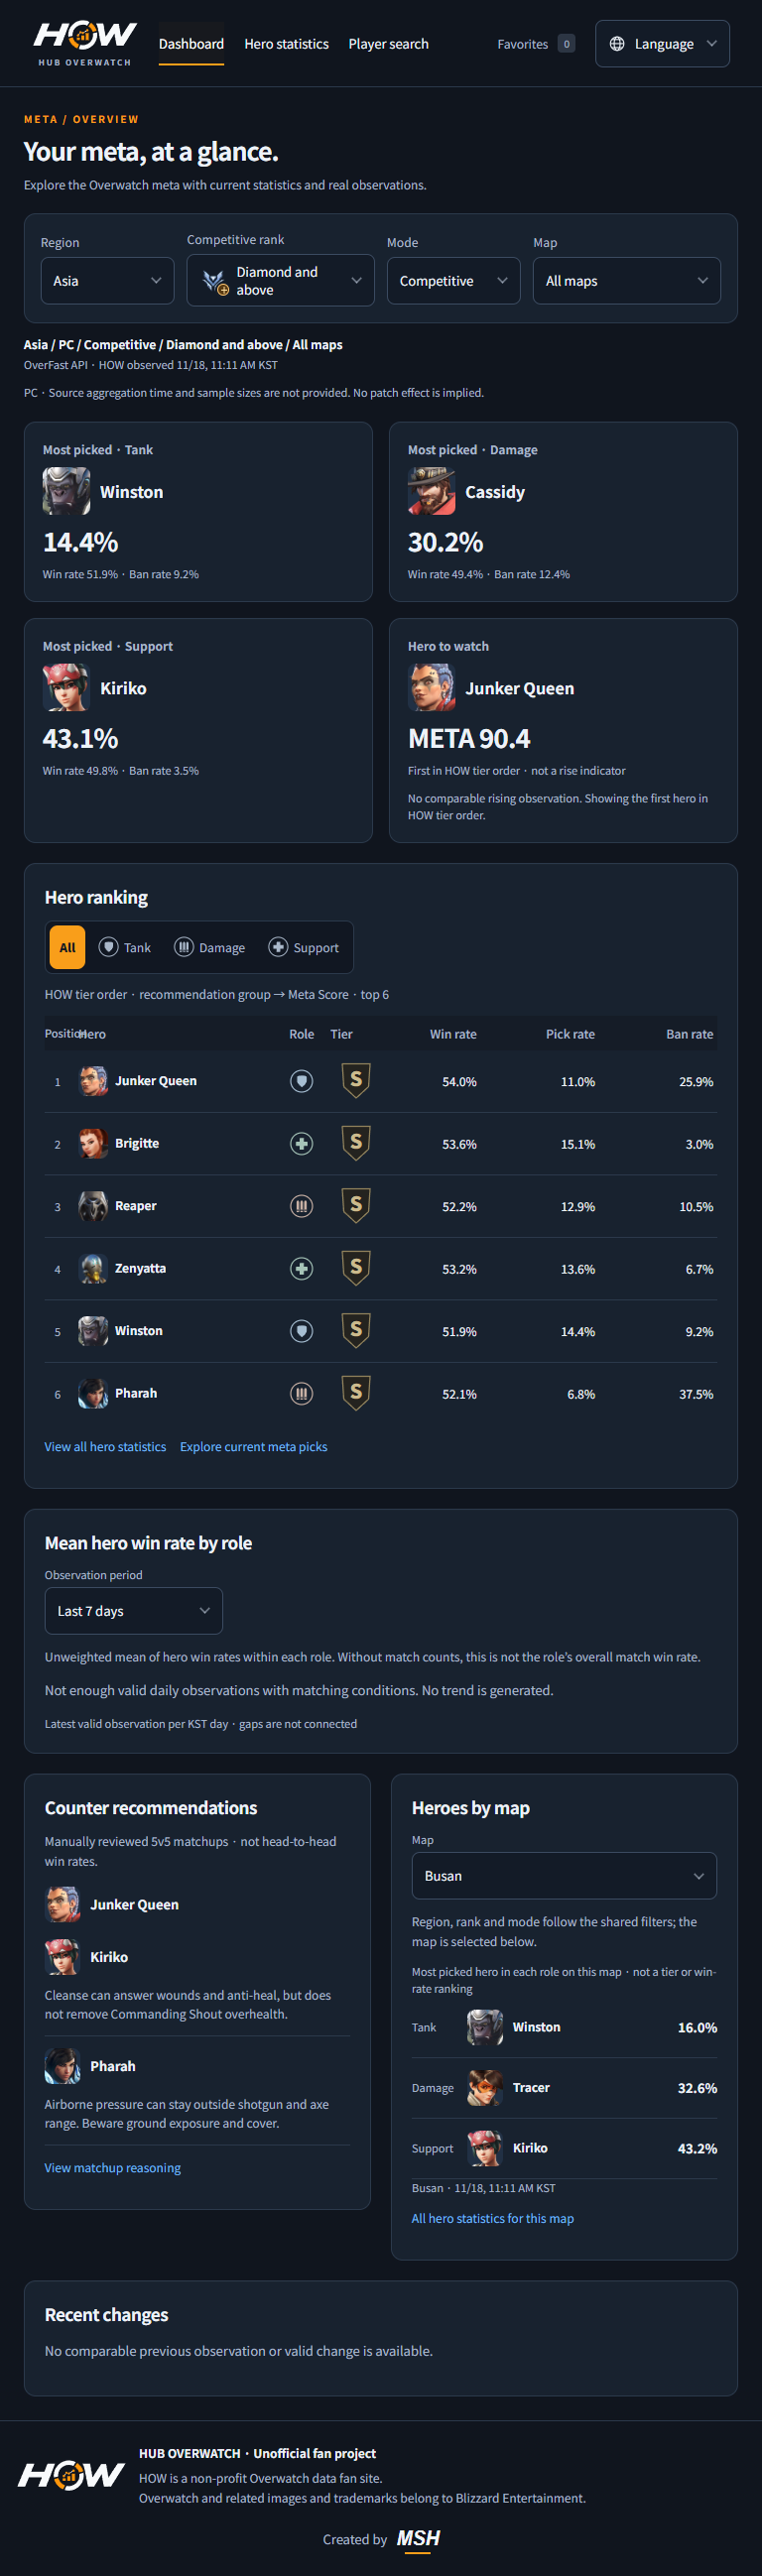 HOW
HUB OVERWATCH
Dashboard
Hero statistics
Player search
Favorites 0
Language
META / OVERVIEW
Your meta, at a glance.
Explore the Overwatch meta with current statistics and real observations.
Region
Competitive rank
Mode
Map
Asia
Diamond and
above
Competitive
All maps
Asia / PC / Competitive / Diamond and above / All maps
OverFast API · HOW observed 11/18, 11:11 AM KST
PC · Source aggregation time and sample sizes are not provided. No patch effect is implied.
Most picked · Tank
Winston
14.4%
Win rate 51.9% · Ban rate 9.2%
Most picked · Damage
Cassidy
30.2%
Win rate 49.4% · Ban rate 12.4%
Most picked · Support
Kiriko
43.1%
Win rate 49.8% · Ban rate 3.5%
Hero to watch
Junker Queen
META 90.4
First in HOW tier order · not a rise indicator
No comparable rising observation. Showing the first hero in
HOW tier order.
Hero ranking
All
Tank
Damage
Support
HOW tier order · recommendation group → Meta Score · top 6
Position Hero Role Tier Win rate Pick rate Ban rate
1 Junker Queen S 54.0% 11.0% 25.9%
2 Brigitte S 53.6% 15.1% 3.0%
3 Reaper S 52.2% 12.9% 10.5%
4 Zenyatta S 53.2% 13.6% 6.7%
5 Winston S 51.9% 14.4% 9.2%
6 Pharah S 52.1% 6.8% 37.5%
View all hero statistics
Explore current meta picks
Mean hero win rate by role
Observation period
Last 7 days
Unweighted mean of hero win rates within each role. Without match counts, this is not the role's overall match win rate.
Not enough valid daily observations with matching conditions. No trend is generated.
Latest valid observation per KST day · gaps are not connected
Counter recommendations
Manually reviewed 5v5 matchups · not head-to-head
win rates.
Junker Queen
Kiriko
Cleanse can answer wounds and anti-heal, but does
not remove Commanding Shout overhealth.
Pharah
Airborne pressure can stay outside shotgun and axe
range. Beware ground exposure and cover.
View matchup reasoning
Heroes by map
Map
Busan
Region, rank and mode follow the shared filters; the
map is selected below.
Most picked hero in each role on this map · not a tier or win-
rate ranking
Tank Winston 16.0%
Damage Tracer 32.6%
Support Kiriko 43.2%
Busan · 11/18, 11:11 AM KST
All hero statistics for this map
Recent changes
No comparable previous observation or valid change is available.
HOW
HUB OVERWATCH · Unofficial fan project
HOW is a non-profit Overwatch data fan site.
Overwatch and related images and trademarks belong to Blizzard Entertainment.
Created by MSH